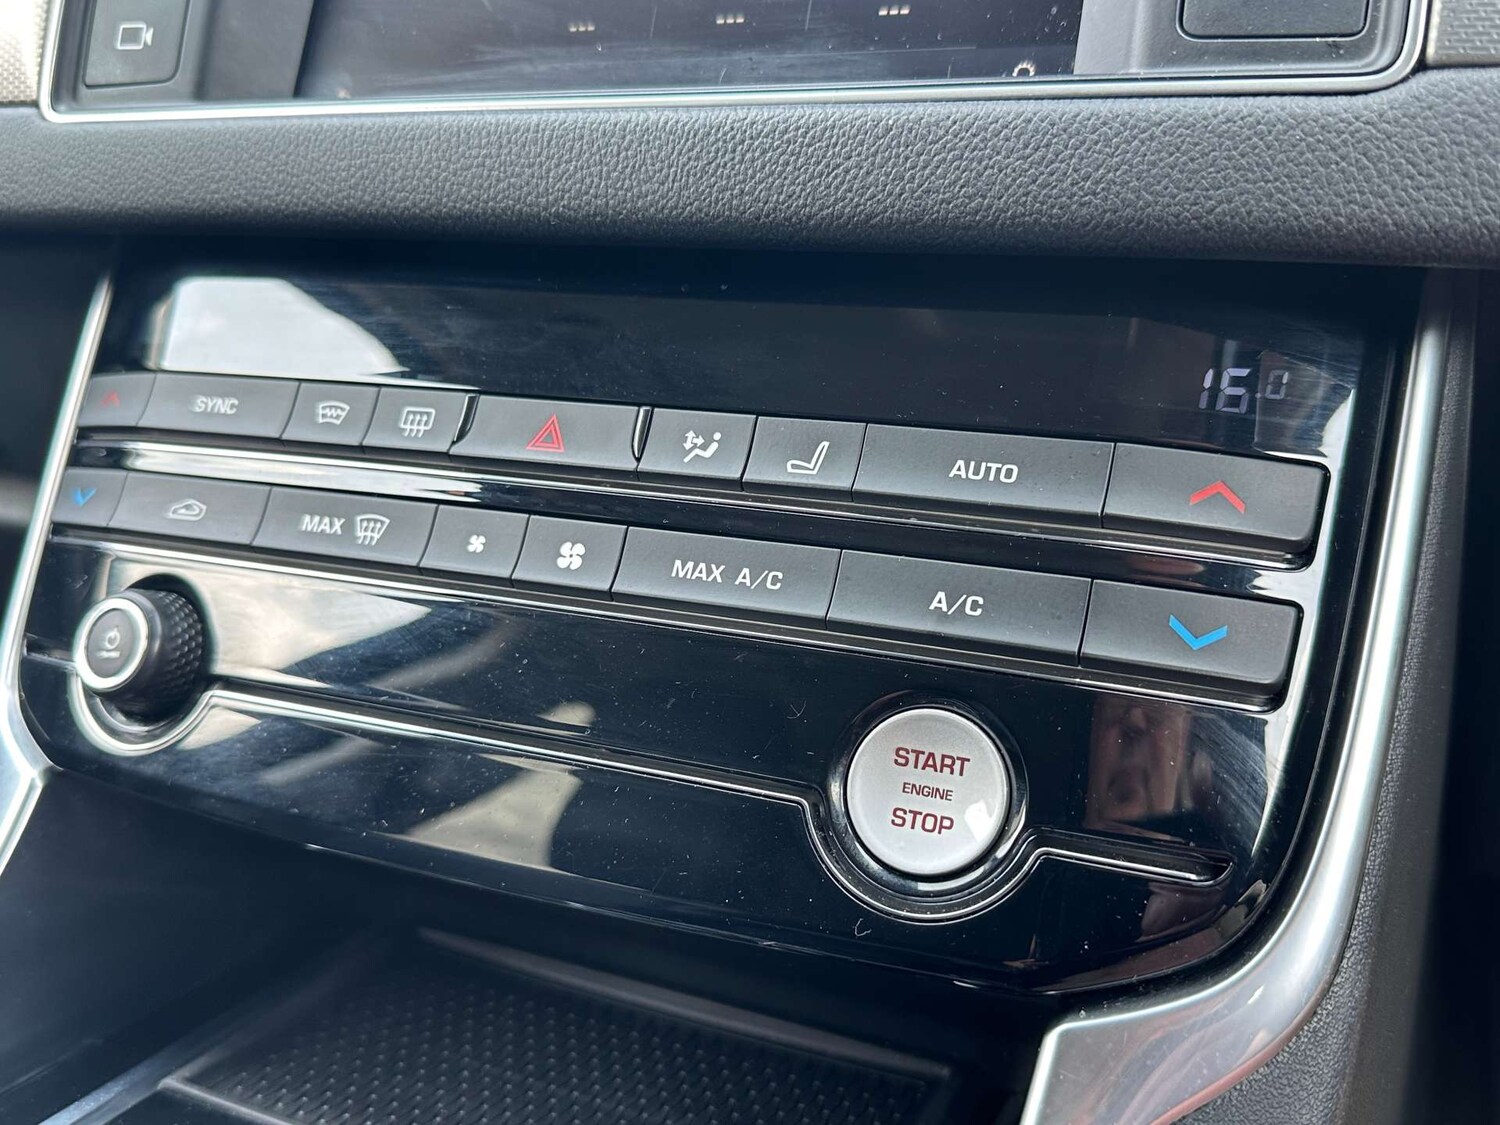 16.0
SYNC
AUTO
MAX
MAX A/C
A/C
START
ENGINE
STOP